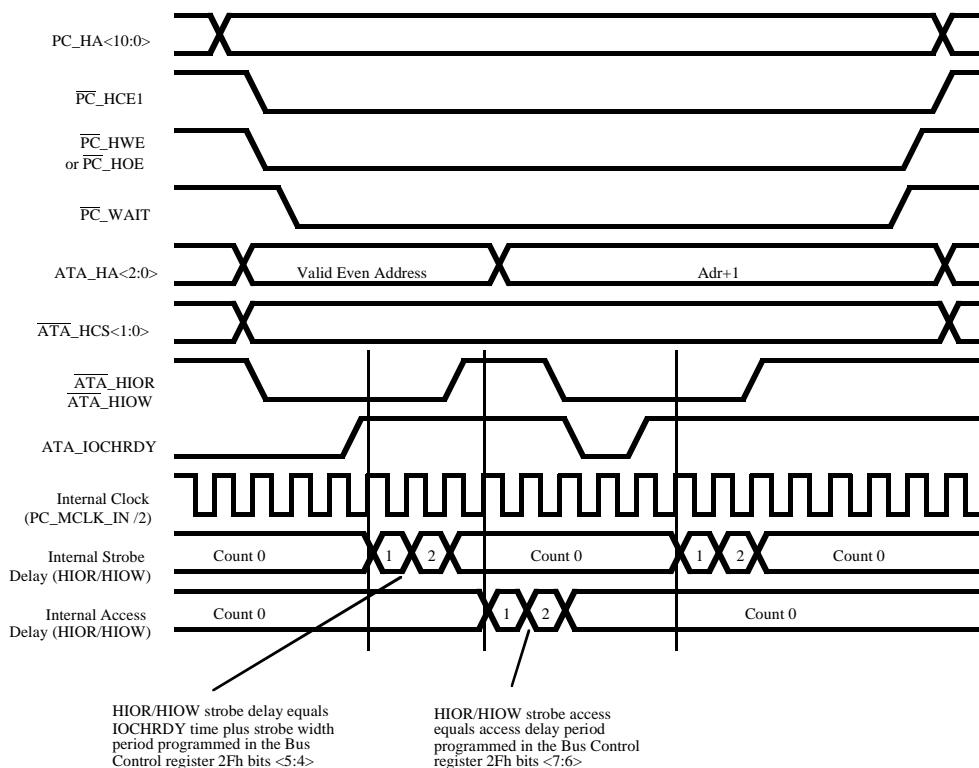 PC_HA<10:0>
PC_HCE1
PC_HWE
or PC_HOE
PC_WAIT
ATA_HA<2:0>
Valid Even Address
Adr+1
ATA_HCS<1:0>
ATA_HIOR
ATA_HIOW
ATA_IOCHRDY
Internal Clock
(PC_MCLK_IN /2)
Internal Strobe
Delay (HIOR/HIOW)
Count 0
1
2
Count 0
1
2
Count 0
Internal Access
Delay (HIOR/HIOW)
Count 0
1
2
Count 0
HIOR/HIOW strobe delay equals
IOCHRDY time plus strobe width
period programmed in the Bus
Control register 2Fh bits <5:4>
HIOR/HIOW strobe access
equals access delay period
programmed in the Bus Control
register 2Fh bits <7:6>